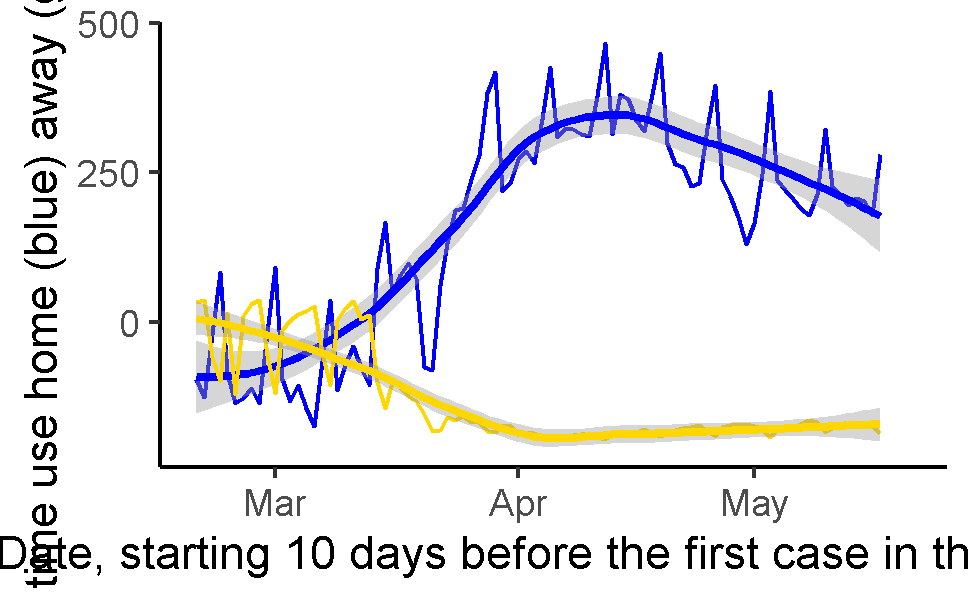 time use home (blue) away (
500
250
0
Mar Apr May
Date, starting 10 days before the first case in th